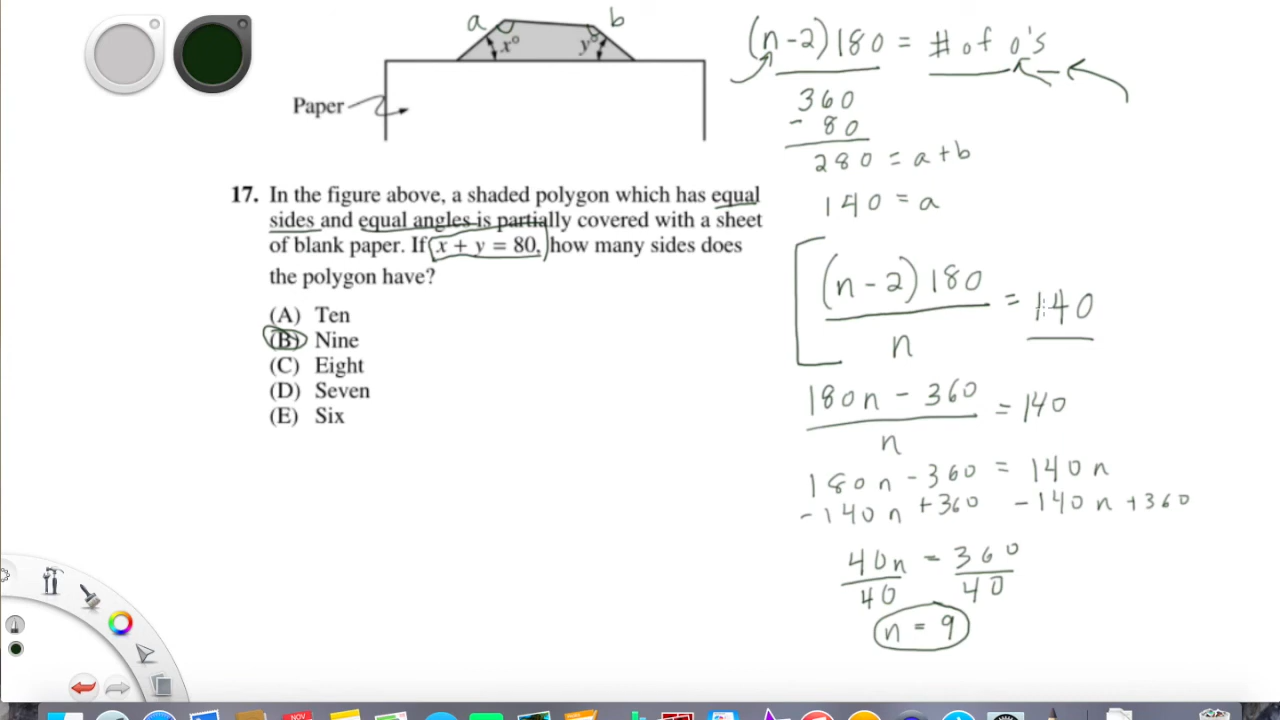 a
b
x°
y°
Paper
17. In the figure above, a shaded polygon which has equal
sides and equal angles is partially covered with a sheet
of blank paper. If x + y = 80, how many sides does
the polygon have?
(A) Ten
(B) Nine
(C) Eight
(D) Seven
(E) Six
(n-2)180 = # of 0's
360
- 80
280 = a+b
140 = a
(n-2)180
= 140
n
180n - 360
= 140
n
180n - 360 = 140n
-140n +360 -140n +360
40n = 360
40 40
n = 9
NOV